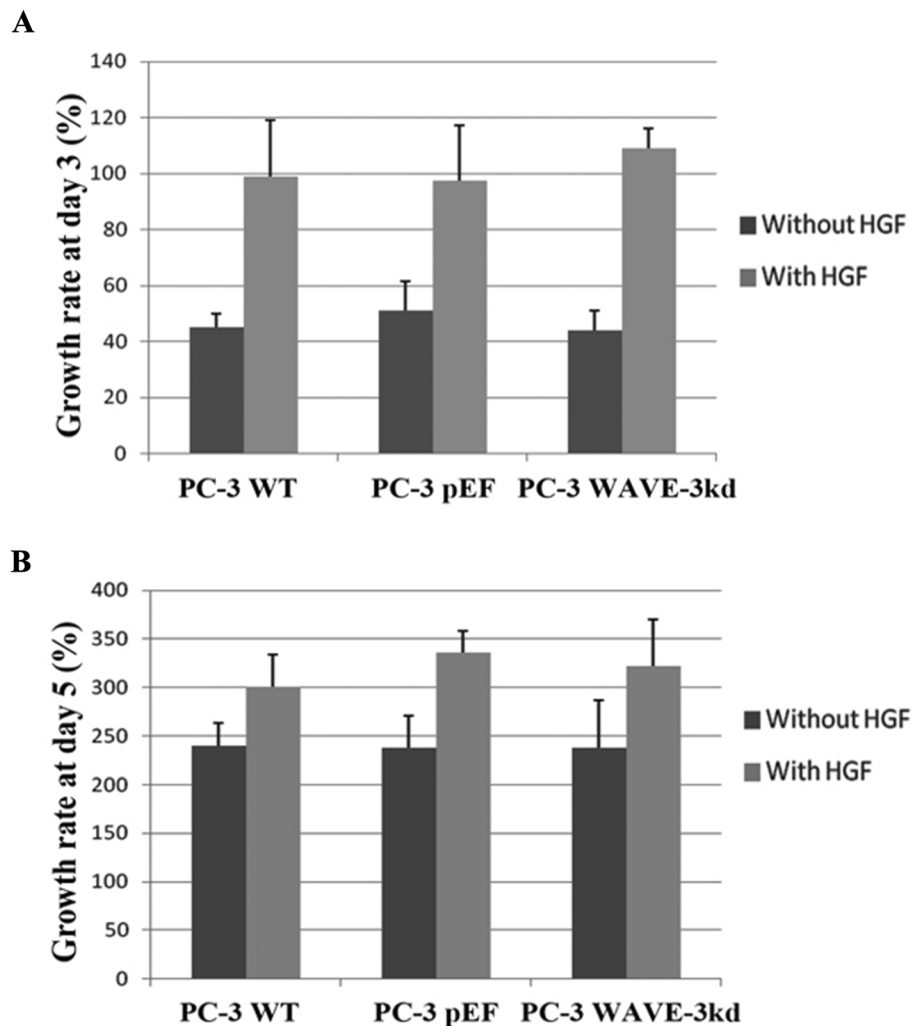 A
Growth rate at day 3 (%)
140
120
100
80
60
40
20
0
PC-3 WT
PC-3 pEF
PC-3 WAVE-3kd
Without HGF
With HGF
B
Growth rate at day 5 (%)
400
350
300
250
200
150
100
50
0
PC-3 WT
PC-3 pEF
PC-3 WAVE-3kd
Without HGF
With HGF